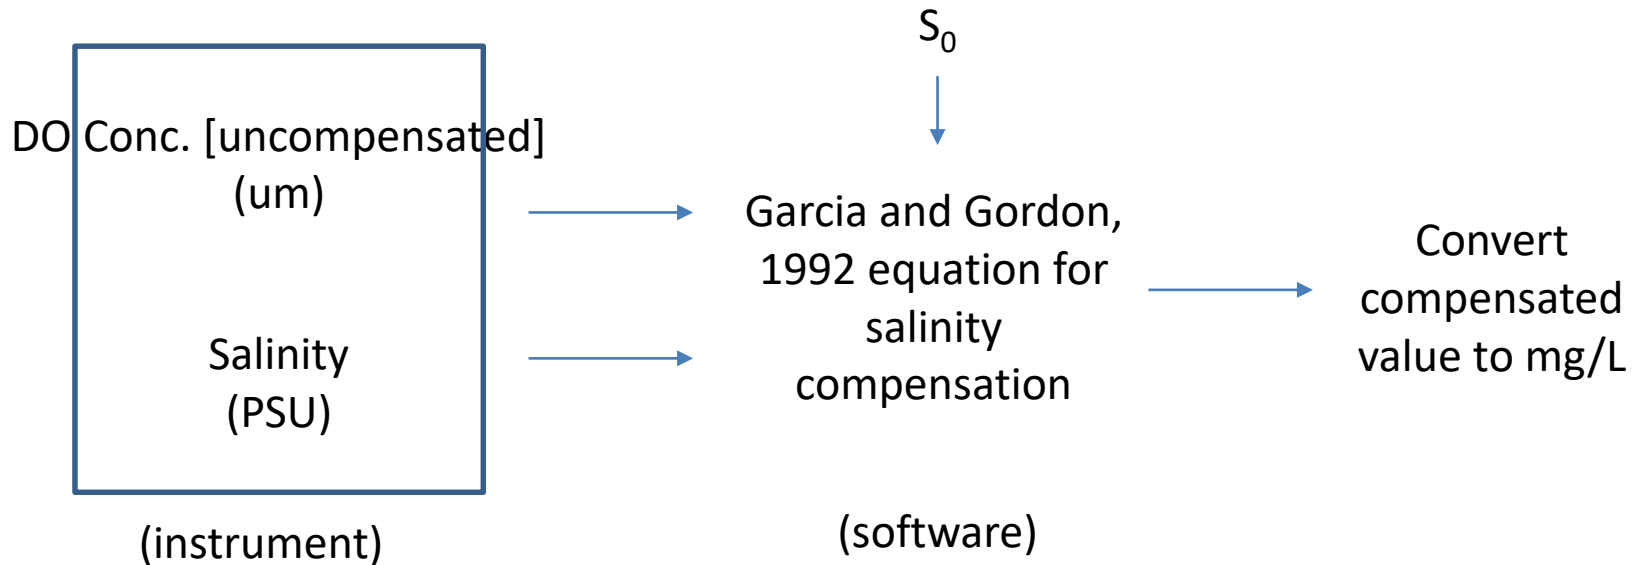 S₀
DO Conc. [uncompensated]
(um)
Salinity
(PSU)
(instrument)
Garcia and Gordon,
1992 equation for
salinity
compensation
(software)
Convert
compensated
value to mg/L